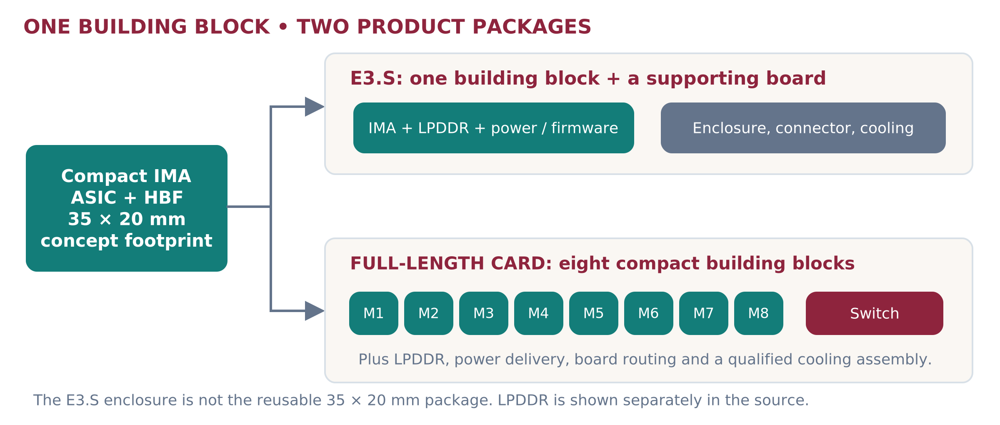 ONE BUILDING BLOCK • TWO PRODUCT PACKAGES
E3.S: one building block + a supporting board
IMA + LPDDR + power / firmware
Enclosure, connector, cooling
Compact IMA
ASIC + HBF
35 × 20 mm
concept footprint
FULL-LENGTH CARD: eight compact building blocks
M1 M2 M3 M4 M5 M6 M7 M8 Switch
Plus LPDDR, power delivery, board routing and a qualified cooling assembly.
The E3.S enclosure is not the reusable 35 × 20 mm package. LPDDR is shown separately in the source.